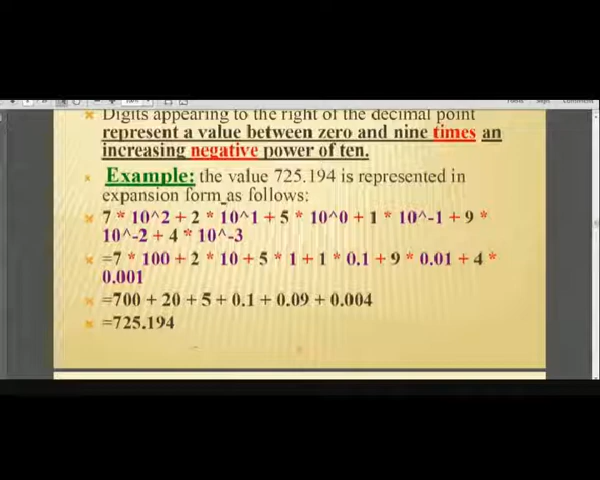 Digits appearing to the right of the decimal point
represent a value between zero and nine times an
increasing negative power of ten.
Example: the value 725.194 is represented in
expansion form as follows:
7 * 10^2 + 2 * 10^1 + 5 * 10^0 + 1 * 10^-1 + 9 *
10^-2 + 4 * 10^-3
=7 * 100 + 2 * 10 + 5 * 1 + 1 * 0.1 + 9 * 0.01 + 4 *
0.001
=700 + 20 + 5 + 0.1 + 0.09 + 0.004
=725.194